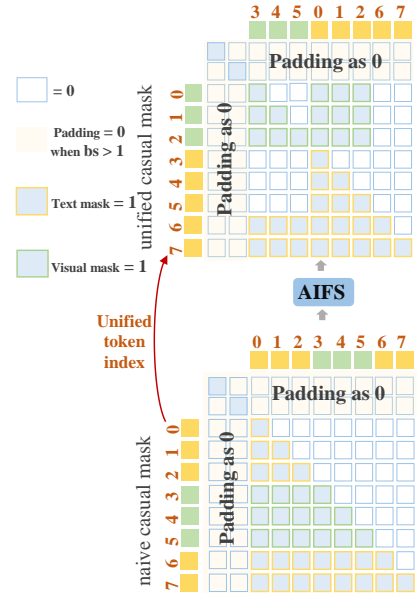 3 4 5 0 1 2 6 7
Padding as 0
= 0
Padding = 0
when bs > 1
Text mask = 1
Visual mask = 1
unified casual mask
0
1
2
3
4
5
6
7
Padding as 0
AIFS
Unified
token
index
0 1 2 3 4 5 6 7
Padding as 0
naive casual mask
0
1
2
3
4
5
6
7
Padding as 0